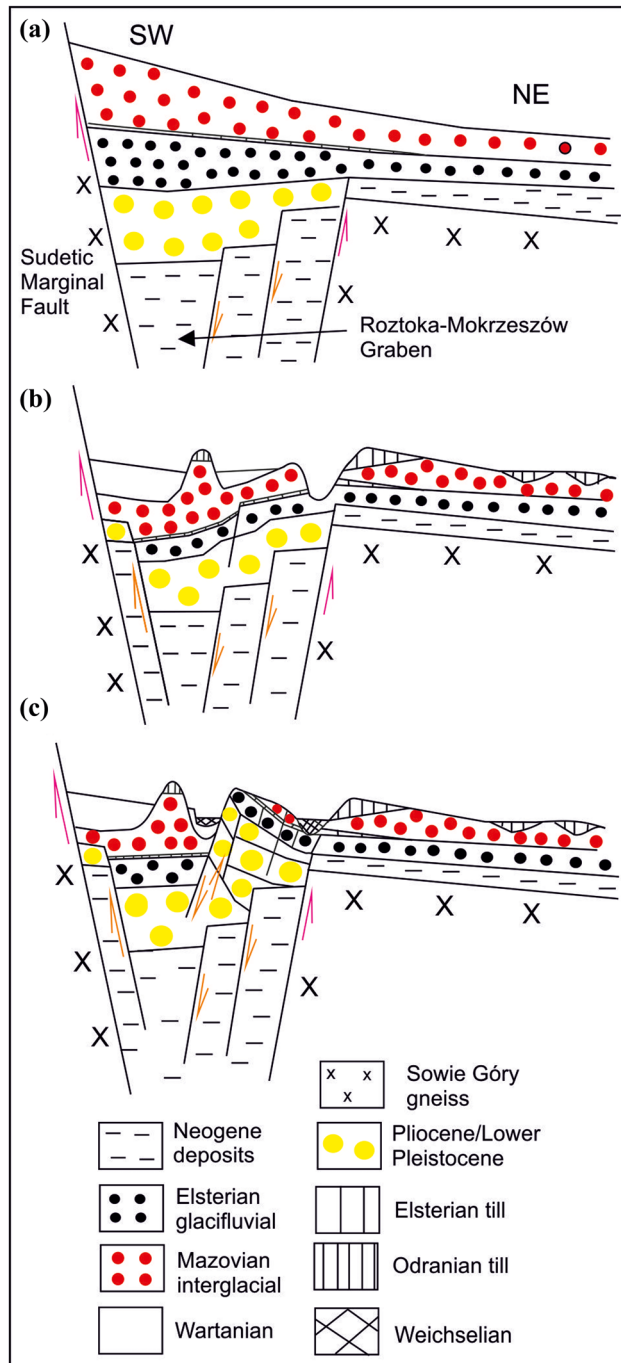 (a)
SW
NE
Sudetic
Marginal
Fault
Roztoka-Mokrzeszów
Graben
(b)
(c)
Sowie Góry
gneiss
Neogene
deposits
Pliocene/Lower
Pleistocene
Elsterian
glacifluvial
Elsterian till
Mazovian
interglacial
Odranian till
Wartanian
Weichselian